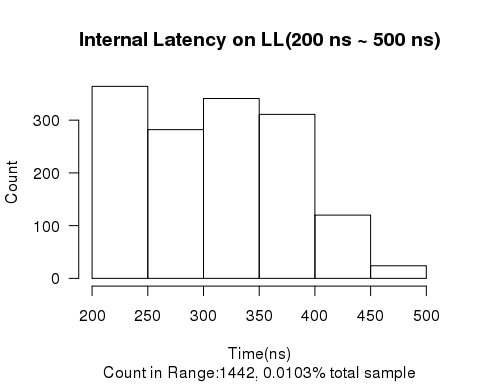 Internal Latency on LL(200 ns ~ 500 ns)
Count
300
200
100
0
200 250 300 350 400 450 500
Time(ns)
Count in Range:1442, 0.0103% total sample